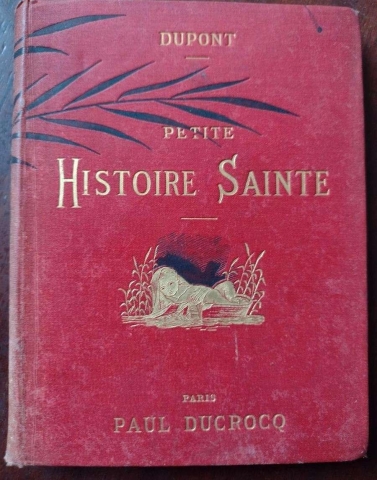 DUPONT
PETITE
HISTOIRE SAINTE
PARIS
PAUL DUCROCQ